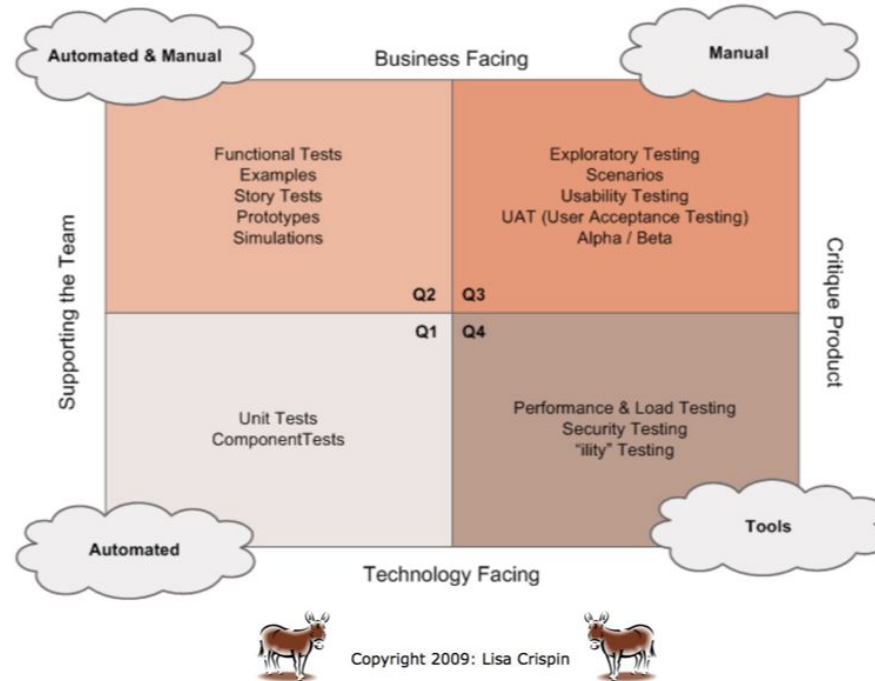 Automated & Manual
Business Facing
Manual
Functional Tests
Examples
Story Tests
Prototypes
Simulations
Exploratory Testing
Scenarios
Usability Testing
UAT (User Acceptance Testing)
Alpha / Beta
Supporting the Team
Critique Product
Q2
Q3
Q1
Q4
Unit Tests
ComponentTests
Performance & Load Testing
Security Testing
“ility” Testing
Automated
Tools
Technology Facing
Copyright 2009: Lisa Crispin